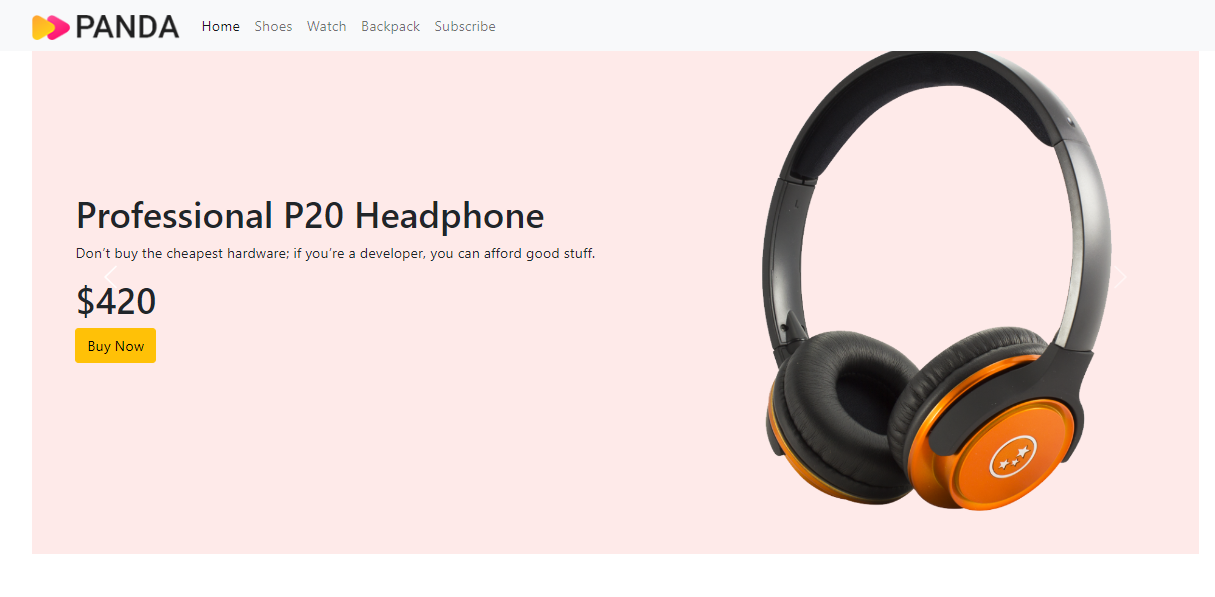 PANDA Home Shoes Watch Backpack Subscribe
Professional P20 Headphone
Don't buy the cheapest hardware; if you're a developer, you can afford good stuff.
$420
Buy Now
L